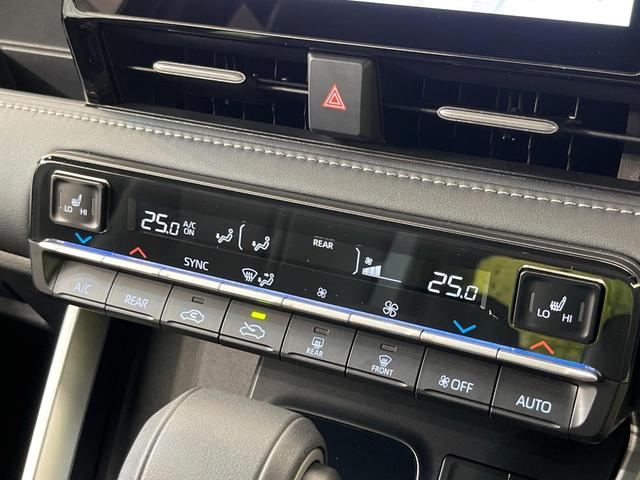 LO HI
25.0 A/C ON
REAR
25.0
SYNC
LO HI
A/C
REAR
REAR
FRONT
OFF
AUTO